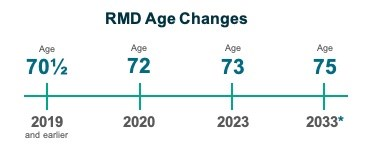 RMD Age Changes
Age Age Age Age
70½ 72 73 75
2019 2020 2023 2033*
and earlier